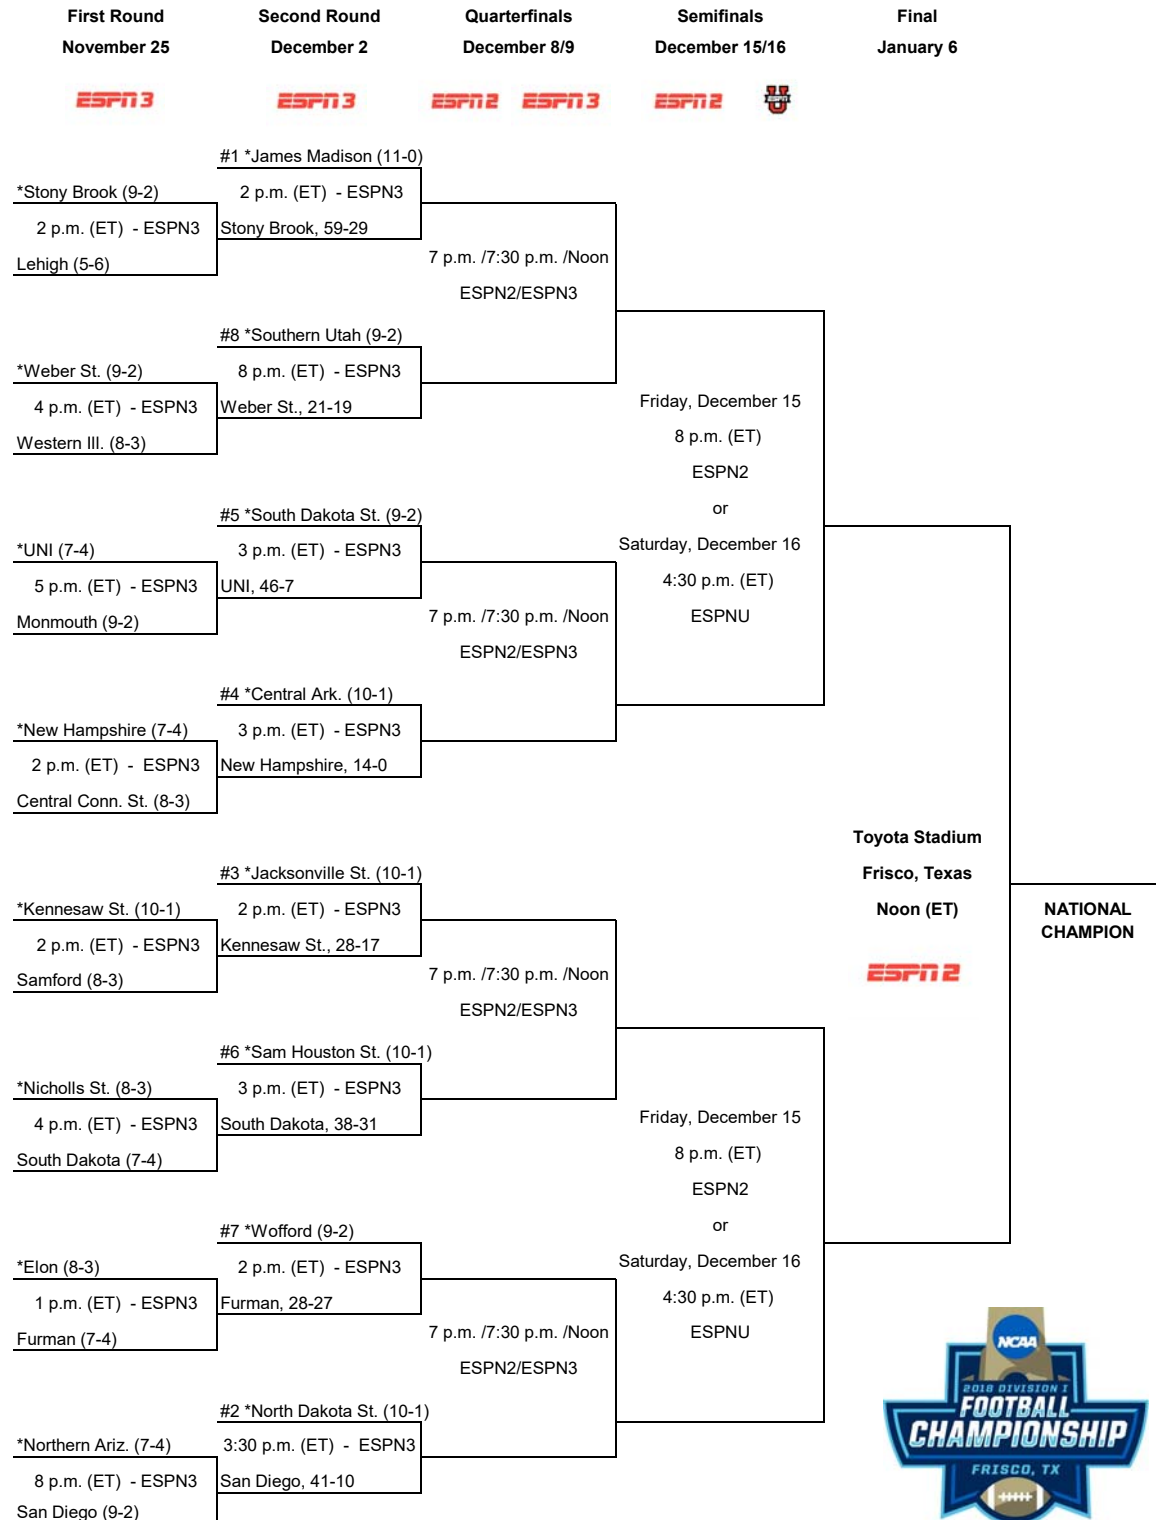 First Round
Second Round
Quarterfinals
Semifinals
Final
November 25
December 2
December 8/9
December 15/16
January 6
ESPN3
ESPN3
ESPN2
ESPN3
ESPN2
ESPN U
#1 *James Madison (11-0)
*Stony Brook (9-2)
2 p.m. (ET) - ESPN3
2 p.m. (ET) - ESPN3
Stony Brook, 59-29
Lehigh (5-6)
7 p.m. /7:30 p.m. /Noon
ESPN2/ESPN3
#8 *Southern Utah (9-2)
*Weber St. (9-2)
8 p.m. (ET) - ESPN3
4 p.m. (ET) - ESPN3
Weber St., 21-19
Western Ill. (8-3)
Friday, December 15
8 p.m. (ET)
ESPN2
or
Saturday, December 16
4:30 p.m. (ET)
ESPNU
#5 *South Dakota St. (9-2)
*UNI (7-4)
3 p.m. (ET) - ESPN3
5 p.m. (ET) - ESPN3
UNI, 46-7
Monmouth (9-2)
7 p.m. /7:30 p.m. /Noon
ESPN2/ESPN3
#4 *Central Ark. (10-1)
*New Hampshire (7-4)
3 p.m. (ET) - ESPN3
2 p.m. (ET) - ESPN3
New Hampshire, 14-0
Central Conn. St. (8-3)
Toyota Stadium
Frisco, Texas
Noon (ET)
ESPN2
NATIONAL
CHAMPION
#3 *Jacksonville St. (10-1)
*Kennesaw St. (10-1)
2 p.m. (ET) - ESPN3
2 p.m. (ET) - ESPN3
Kennesaw St., 28-17
Samford (8-3)
7 p.m. /7:30 p.m. /Noon
ESPN2/ESPN3
#6 *Sam Houston St. (10-1)
*Nicholls St. (8-3)
3 p.m. (ET) - ESPN3
4 p.m. (ET) - ESPN3
South Dakota, 38-31
South Dakota (7-4)
Friday, December 15
8 p.m. (ET)
ESPN2
or
Saturday, December 16
4:30 p.m. (ET)
ESPNU
#7 *Wofford (9-2)
*Elon (8-3)
2 p.m. (ET) - ESPN3
1 p.m. (ET) - ESPN3
Furman, 28-27
Furman (7-4)
7 p.m. /7:30 p.m. /Noon
ESPN2/ESPN3
#2 *North Dakota St. (10-1)
*Northern Ariz. (7-4)
3:30 p.m. (ET) - ESPN3
8 p.m. (ET) - ESPN3
San Diego, 41-10
San Diego (9-2)
NCAA
2018 DIVISION I
FOOTBALL
CHAMPIONSHIP
FRISCO, TX